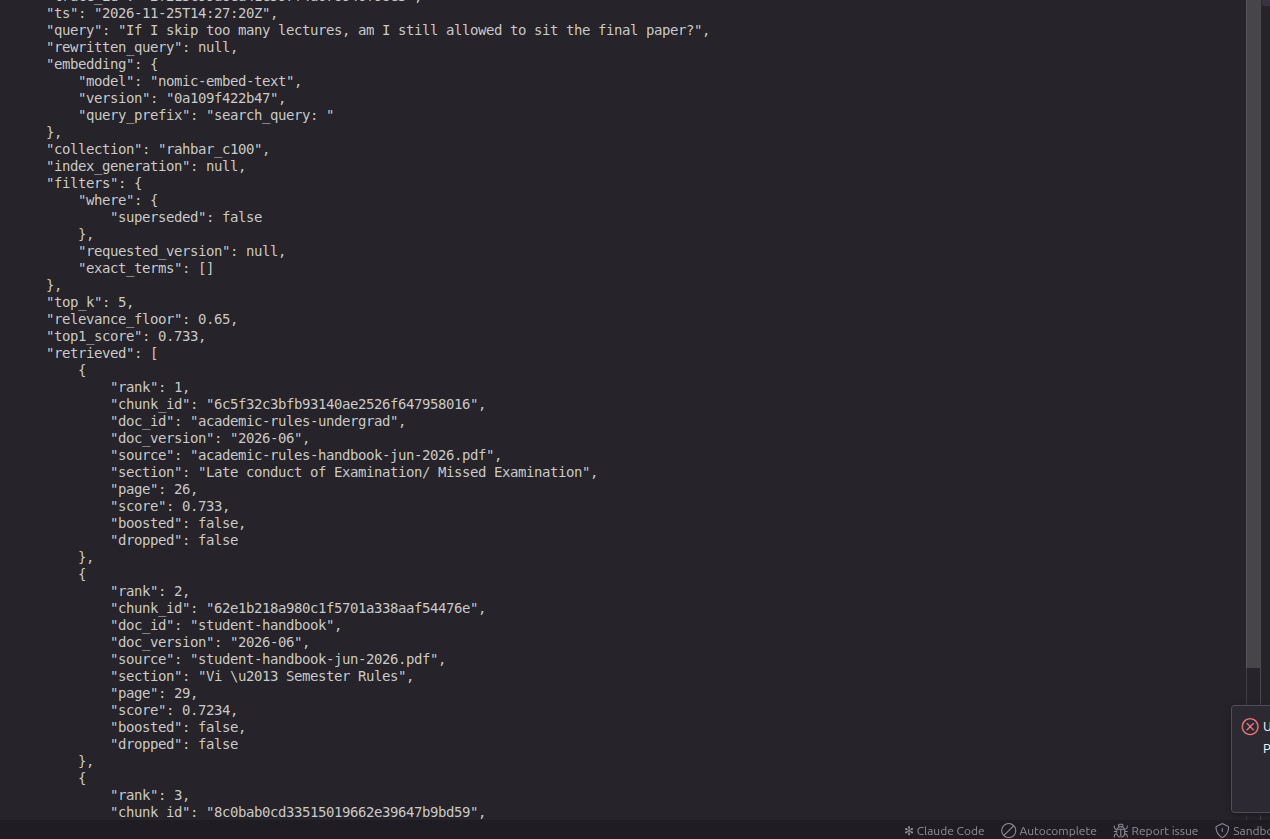 "ts": "2026-11-25T14:27:20Z",
"query": "If I skip too many lectures, am I still allowed to sit the final paper?",
"rewritten_query": null,
"embedding": {
"model": "nomic-embed-text",
"version": "0a109f422b47",
"query_prefix": "search_query: "
},
"collection": "rahbar_c100",
"index_generation": null,
"filters": {
"where": {
"superseded": false
},
"requested_version": null,
"exact_terms": []
},
"top_k": 5,
"relevance_floor": 0.65,
"top1_score": 0.733,
"retrieved": [
{
"rank": 1,
"chunk_id": "6c5f32c3bfb93140ae2526f647958016",
"doc_id": "academic-rules-undergrad",
"doc_version": "2026-06",
"source": "academic-rules-handbook-jun-2026.pdf",
"section": "Late conduct of Examination/ Missed Examination",
"page": 26,
"score": 0.733,
"boosted": false,
"dropped": false
},
{
"rank": 2,
"chunk_id": "62e1b218a980c1f5701a338aaf54476e",
"doc_id": "student-handbook",
"doc_version": "2026-06",
"source": "student-handbook-jun-2026.pdf",
"section": "Vi \u2013 Semester Rules",
"page": 29,
"score": 0.7234,
"boosted": false,
"dropped": false
},
{
"rank": 3,
"chunk_id": "8c0bab0cd33515019662e39647b9bd59",
Claude Code Autocomplete Report issue Sandb